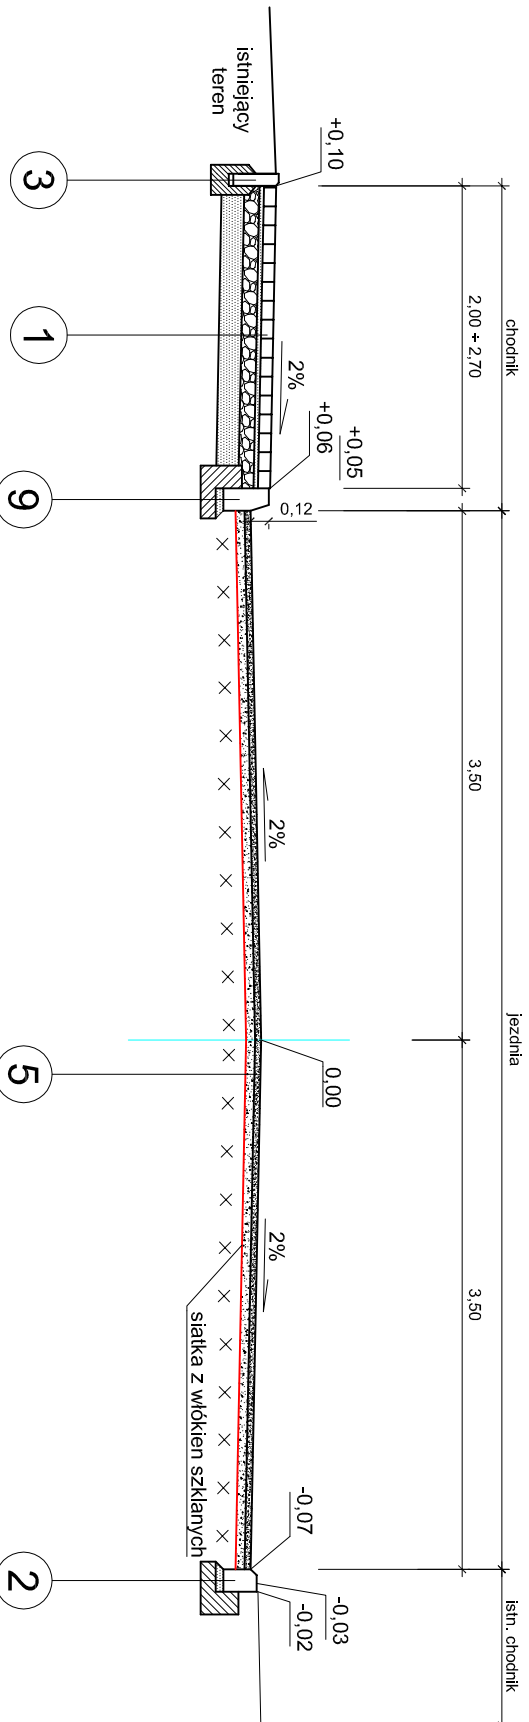 chodnik
jezdnia
istn. chodnik
2,00 ÷ 2,70
3,50
3,50
+0,10
+0,05
+0,06
0,12
0,00
-0,07
-0,03
-0,02
istniejący
teren
2%
2%
2%
siatka z włókien szklanych
3
1
9
5
2